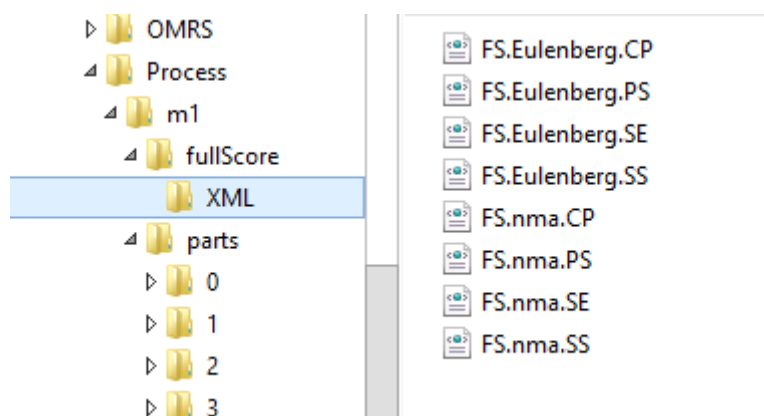 OMRS
Process
m1
fullScore
XML
parts
0
1
2
3
FS.Eulenberg.CP
FS.Eulenberg.PS
FS.Eulenberg.SE
FS.Eulenberg.SS
FS.nma.CP
FS.nma.PS
FS.nma.SE
FS.nma.SS